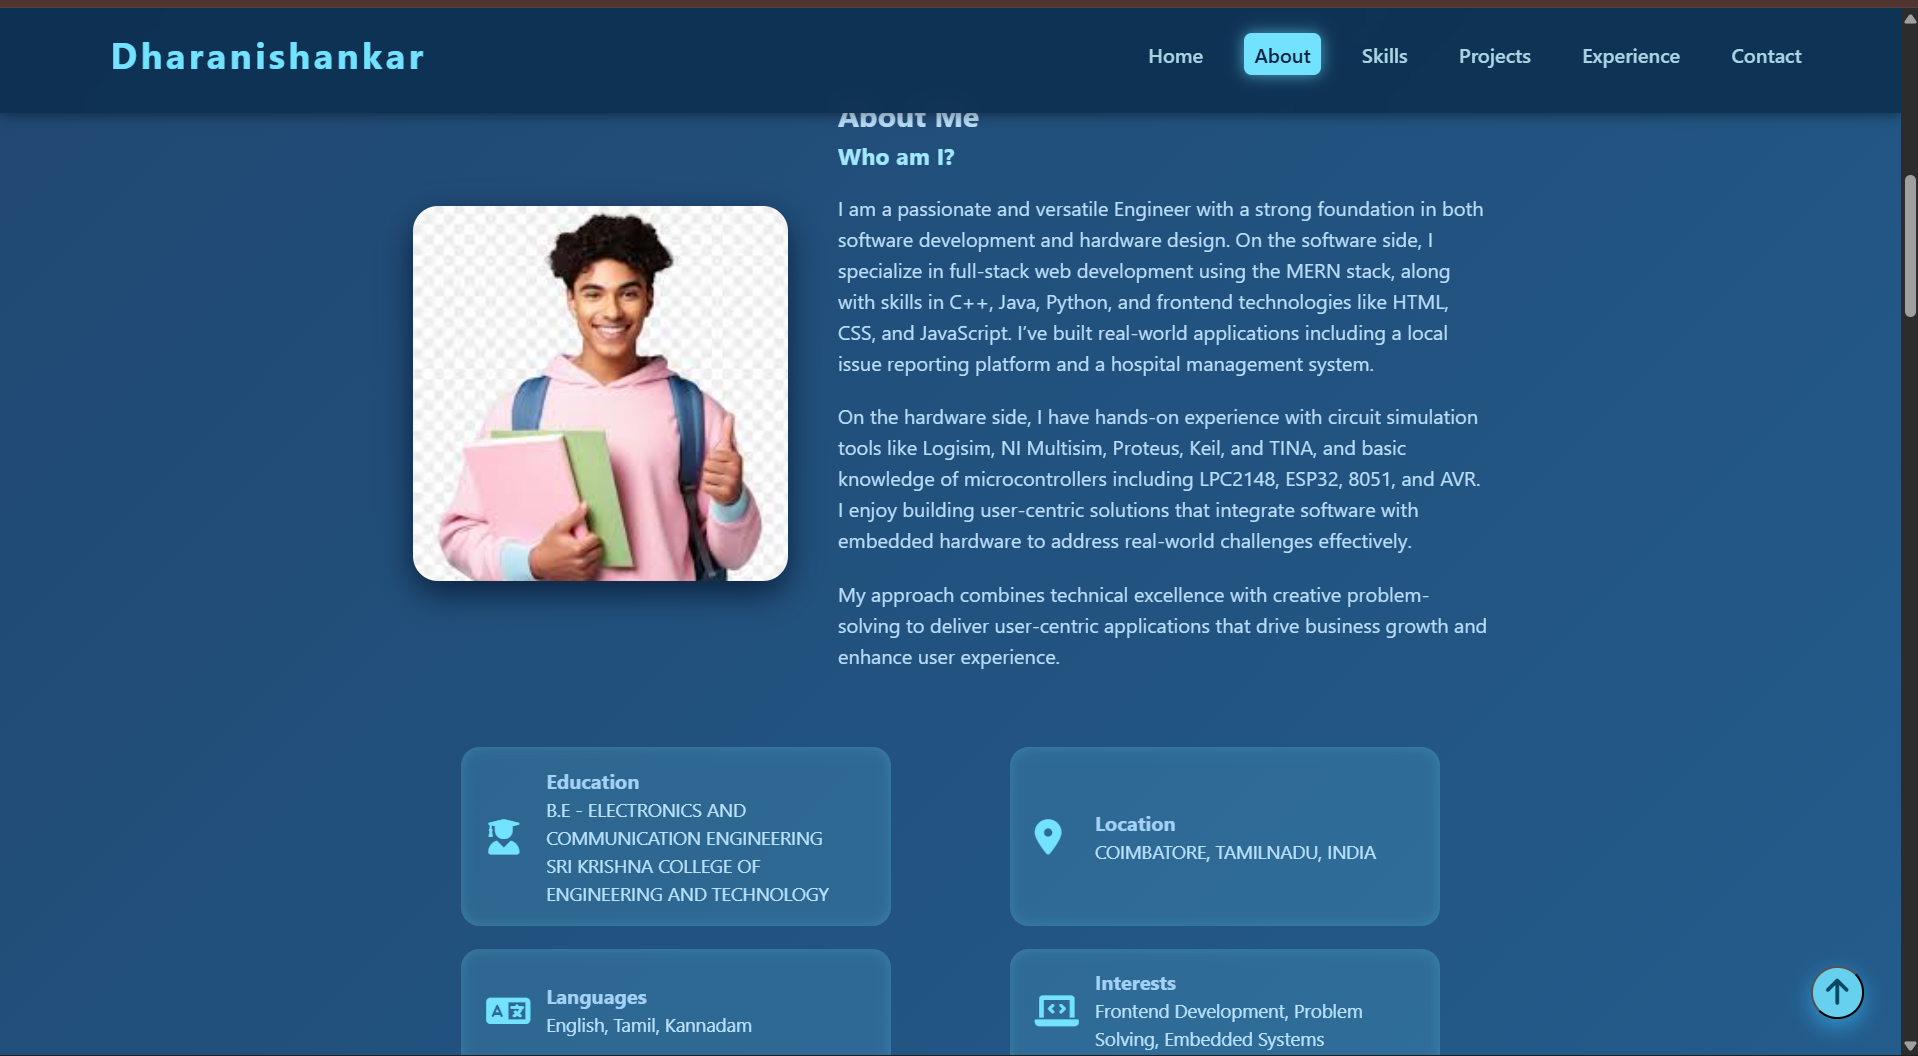 Dharanishankar
Home
About
Skills
Projects
Experience
Contact
About Me
Who am I?
I am a passionate and versatile Engineer with a strong foundation in both
software development and hardware design. On the software side, I
specialize in full-stack web development using the MERN stack, along
with skills in C++, Java, Python, and frontend technologies like HTML,
CSS, and JavaScript. I’ve built real-world applications including a local
issue reporting platform and a hospital management system.
On the hardware side, I have hands-on experience with circuit simulation
tools like Logisim, NI Multisim, Proteus, Keil, and TINA, and basic
knowledge of microcontrollers including LPC2148, ESP32, 8051, and AVR.
I enjoy building user-centric solutions that integrate software with
embedded hardware to address real-world challenges effectively.
My approach combines technical excellence with creative problem-
solving to deliver user-centric applications that drive business growth and
enhance user experience.
Education
B.E - ELECTRONICS AND
COMMUNICATION ENGINEERING
SRI KRISHNA COLLEGE OF
ENGINEERING AND TECHNOLOGY
Location
COIMBATORE, TAMILNADU, INDIA
Languages
English, Tamil, Kannadam
Interests
Frontend Development, Problem
Solving, Embedded Systems